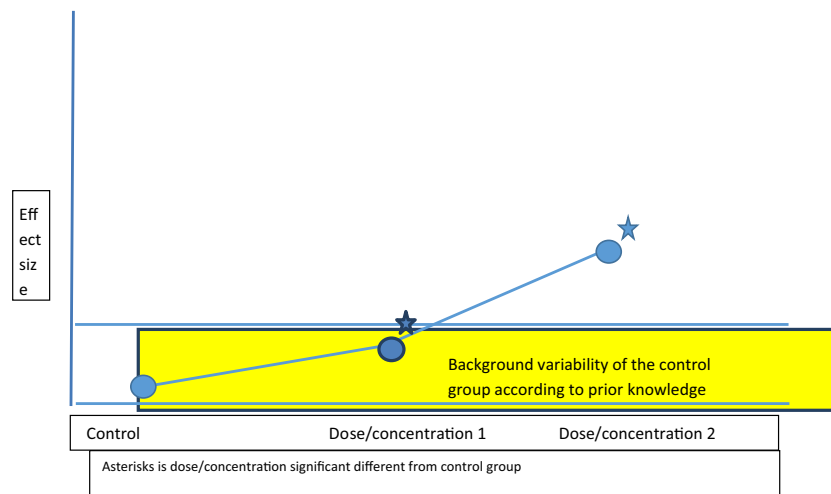 Eff
ect
siz
e
Background variability of the control
group according to prior knowledge
Control Dose/concentration 1 Dose/concentration 2
Asterisks is dose/concentration significant different from control group